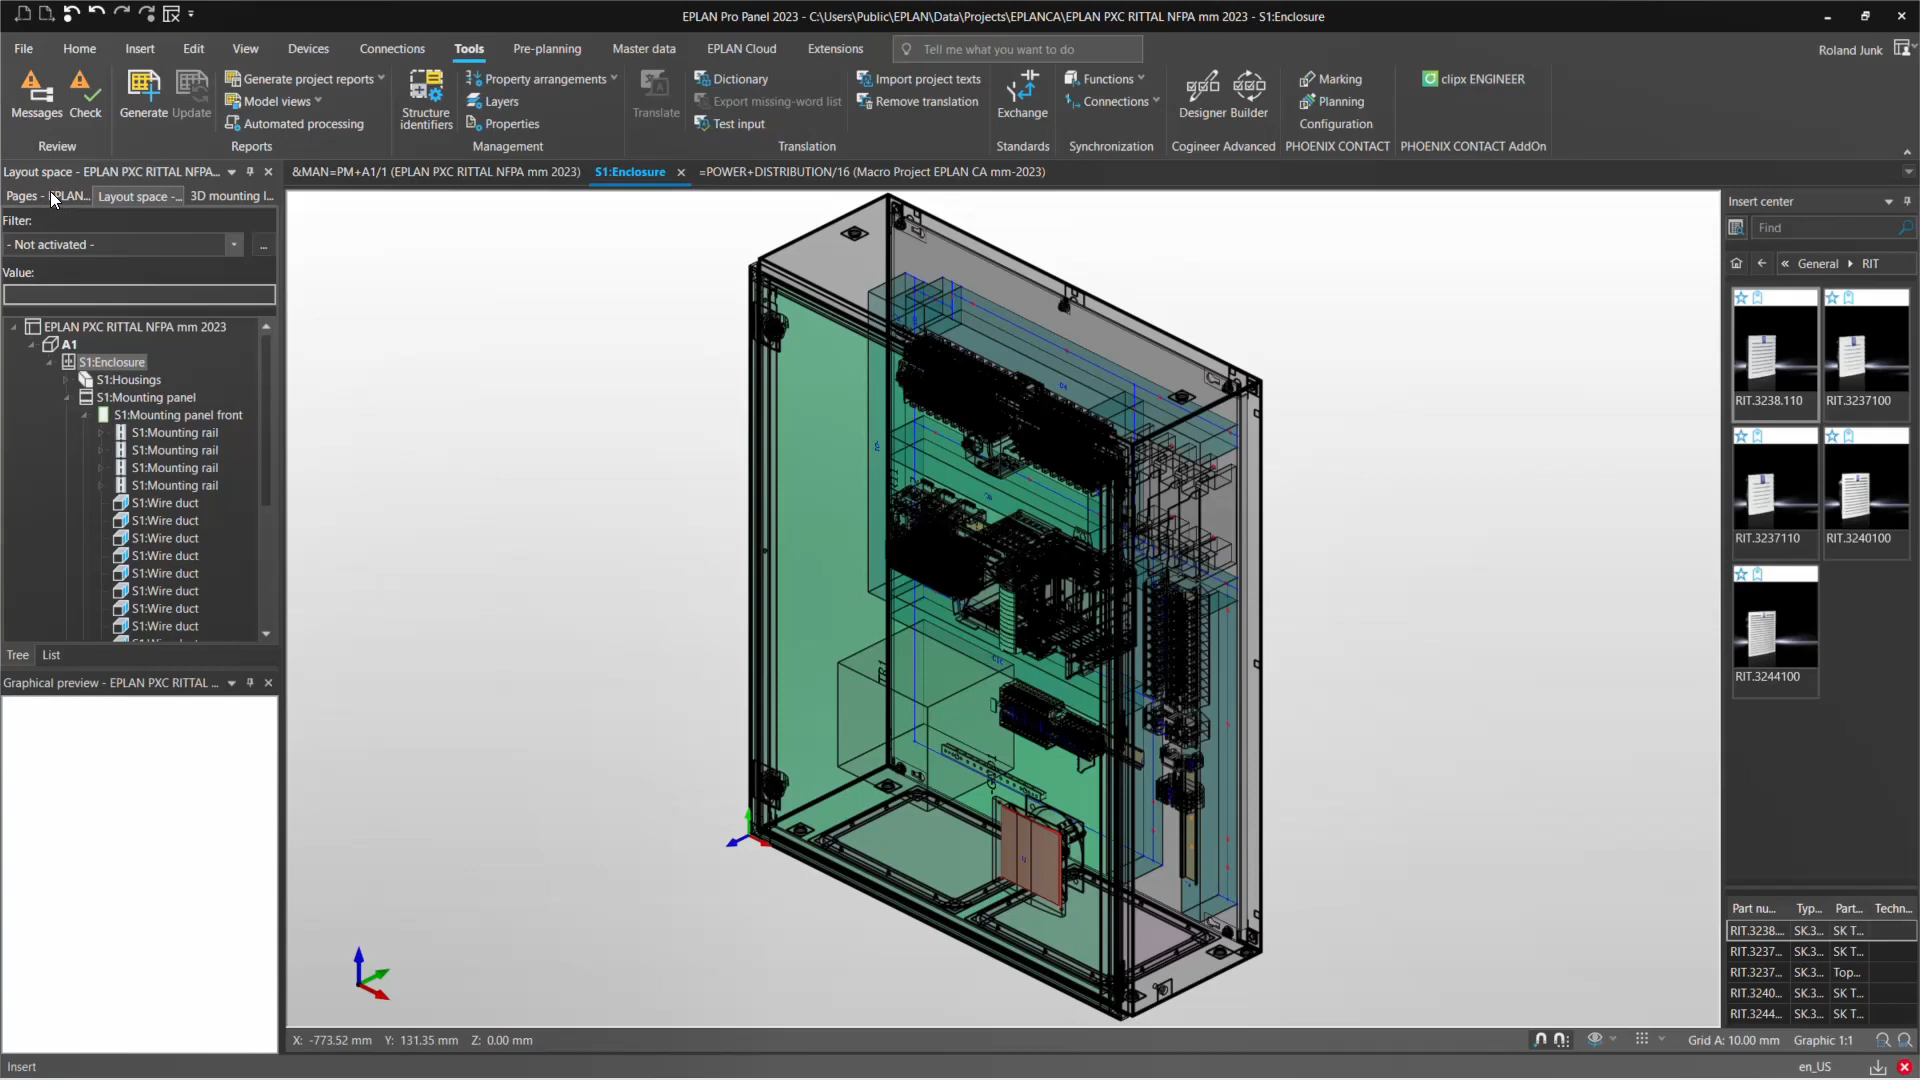 EPLAN Pro Panel 2023 - C:\Users\Public\EPLAN\Data\Projects\EPLANCA\EPLAN PXC RITTAL NFPA mm 2023 - S1:Enclosure
File Home Insert Edit View Devices Connections Tools Pre-planning Master data EPLAN Cloud Extensions Tell me what you want to do Roland Junk
Messages Check
Review
Generate Update
Generate project reports
Model views
Automated processing
Reports
Structure identifiers
Property arrangements
Layers
Properties
Management
Translate
Dictionary
Export missing-word list
Test input
Import project texts
Remove translation
Translation
Exchange
Standards
Functions
Connections
Synchronization
Designer Builder
Cogineer Advanced
Marking
Planning
Configuration
PHOENIX CONTACT
clipx ENGINEER
PHOENIX CONTACT AddOn
Layout space - EPLAN PXC RITTAL NFPA...
Pages - EPLAN... Layout space -... 3D mounting l...
Filter:
- Not activated -
...
Value:
EPLAN PXC RITTAL NFPA mm 2023
A1
S1:Enclosure
S1:Housings
S1:Mounting panel
S1:Mounting panel front
S1:Mounting rail
S1:Mounting rail
S1:Mounting rail
S1:Mounting rail
S1:Wire duct
S1:Wire duct
S1:Wire duct
S1:Wire duct
S1:Wire duct
S1:Wire duct
S1:Wire duct
S1:Wire duct
Tree List
Graphical preview - EPLAN PXC RITTAL ...
&MAN=PM+A1/1 (EPLAN PXC RITTAL NFPA mm 2023) S1:Enclosure =POWER+DISTRIBUTION/16 (Macro Project EPLAN CA mm-2023)
Insert center
Find
« General RIT
RIT.3238.110 RIT.3237100
RIT.3237110 RIT.3240100
RIT.3244100
Part nu... Typ... Part... Techn...
RIT.3238.... SK.3... SK T...
RIT.3237... SK.3... SK T...
RIT.3237... SK.3... Top...
RIT.3240... SK.3... SK T...
RIT.3244... SK.3... SK T...
X: -773.52 mm Y: 131.35 mm Z: 0.00 mm
Grid A: 10.00 mm Graphic 1:1
Insert
en_US